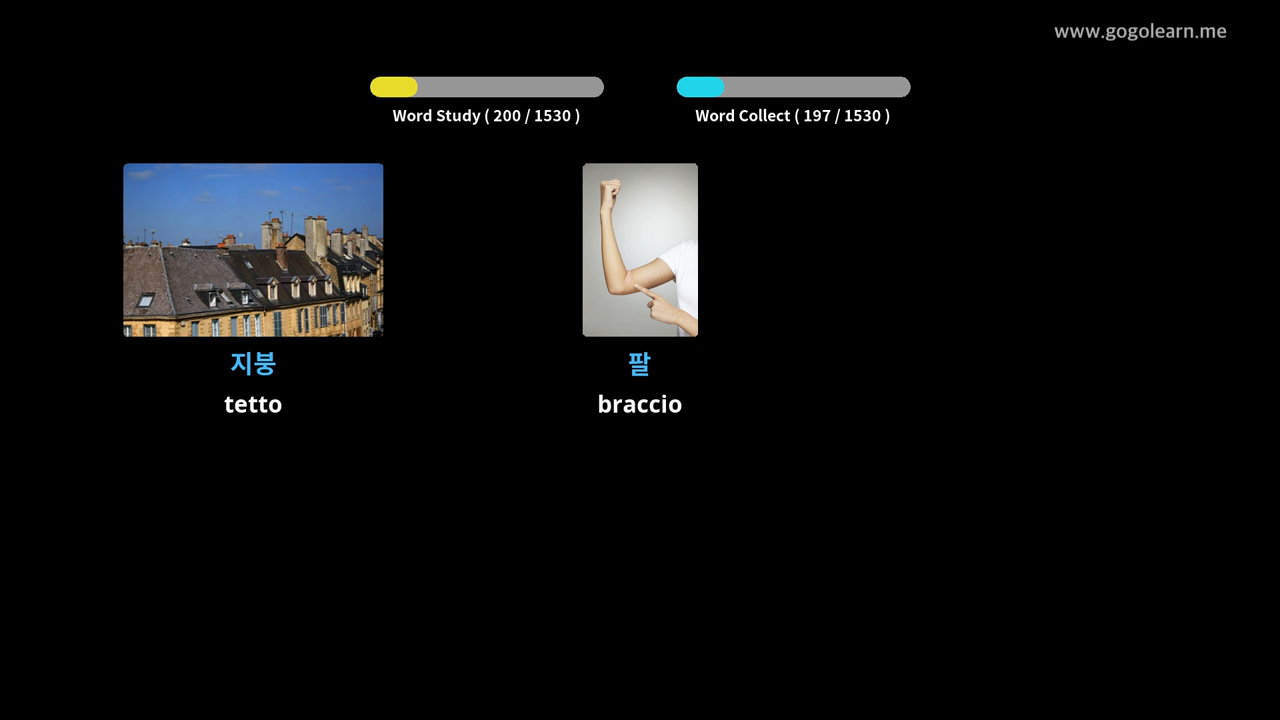 www.gogolearn.me
Word Study ( 200 / 1530 )
Word Collect ( 197 / 1530 )
지붕
tetto
팔
braccio